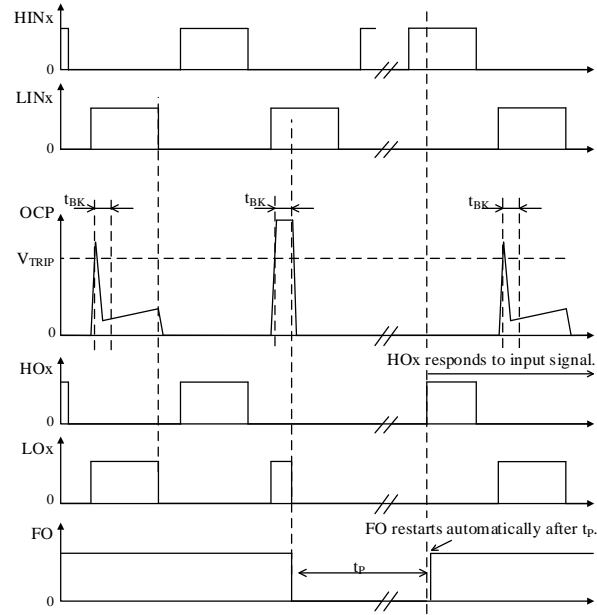 HINx
0
LINx
0
OCP
tBK
tBK
tBK
VTRIP
0
HOx responds to input signal.
HOx
0
LOx
0
FO
FO restarts automatically after tP.
tP
0